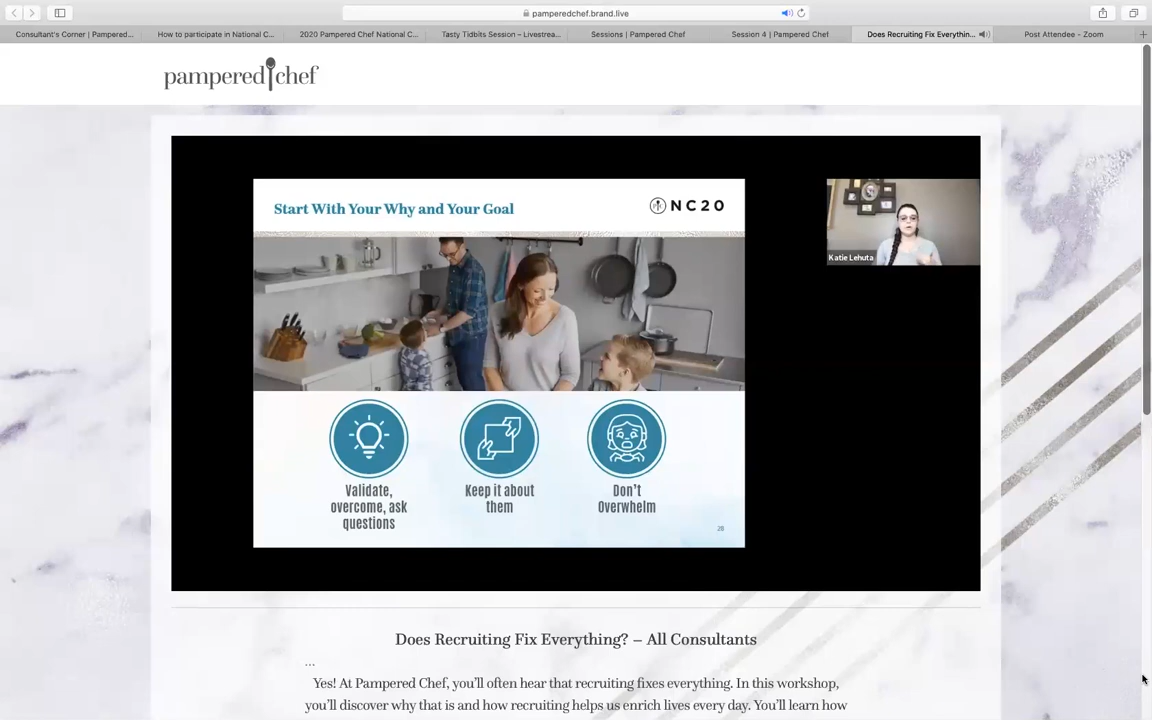 pamperedchef.brand.live
Consultant's Corner | Pampered...
How to participate in National C...
2020 Pampered Chef National C...
Tasty Tidbits Session – Livestrea...
Sessions | Pampered Chef
Session 4 | Pampered Chef
Does Recruiting Fix Everythin...
Post Attendee - Zoom
pampered chef
Start With Your Why and Your Goal
NC20
Katie Lehuta
Validate,
overcome, ask
questions
Keep it about
them
Don't
Overwhelm
28
Does Recruiting Fix Everything? – All Consultants
...
Yes! At Pampered Chef, you'll often hear that recruiting fixes everything. In this workshop,
you'll discover why that is and how recruiting helps us enrich lives every day. You'll learn how